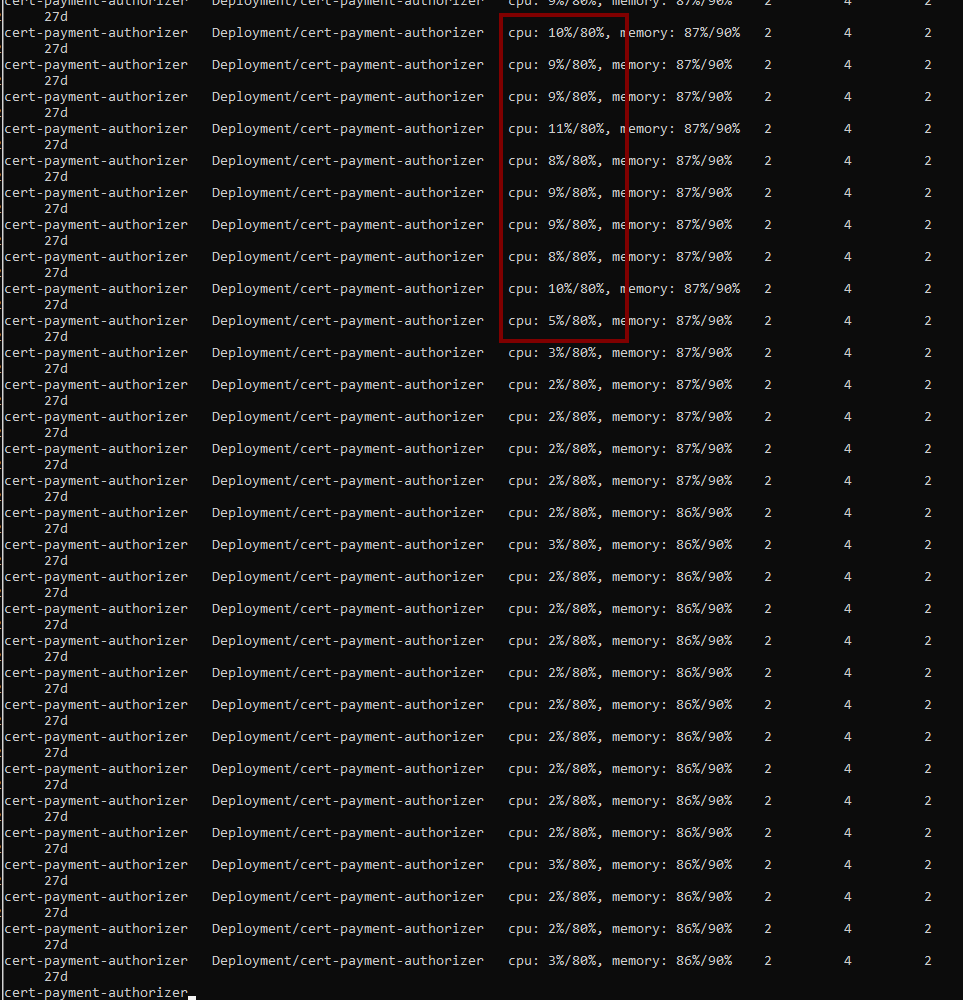 cert-payment-authorizer Deployment/cert-payment-authorizer cpu: 9%/80%, memory: 87%/90% 2 4 2
27d
cert-payment-authorizer Deployment/cert-payment-authorizer cpu: 10%/80%, memory: 87%/90% 2 4 2
27d
cert-payment-authorizer Deployment/cert-payment-authorizer cpu: 9%/80%, memory: 87%/90% 2 4 2
27d
cert-payment-authorizer Deployment/cert-payment-authorizer cpu: 9%/80%, memory: 87%/90% 2 4 2
27d
cert-payment-authorizer Deployment/cert-payment-authorizer cpu: 11%/80%, memory: 87%/90% 2 4 2
27d
cert-payment-authorizer Deployment/cert-payment-authorizer cpu: 8%/80%, memory: 87%/90% 2 4 2
27d
cert-payment-authorizer Deployment/cert-payment-authorizer cpu: 9%/80%, memory: 87%/90% 2 4 2
27d
cert-payment-authorizer Deployment/cert-payment-authorizer cpu: 9%/80%, memory: 87%/90% 2 4 2
27d
cert-payment-authorizer Deployment/cert-payment-authorizer cpu: 8%/80%, memory: 87%/90% 2 4 2
27d
cert-payment-authorizer Deployment/cert-payment-authorizer cpu: 10%/80%, memory: 87%/90% 2 4 2
27d
cert-payment-authorizer Deployment/cert-payment-authorizer cpu: 5%/80%, memory: 87%/90% 2 4 2
27d
cert-payment-authorizer Deployment/cert-payment-authorizer cpu: 3%/80%, memory: 87%/90% 2 4 2
27d
cert-payment-authorizer Deployment/cert-payment-authorizer cpu: 2%/80%, memory: 87%/90% 2 4 2
27d
cert-payment-authorizer Deployment/cert-payment-authorizer cpu: 2%/80%, memory: 87%/90% 2 4 2
27d
cert-payment-authorizer Deployment/cert-payment-authorizer cpu: 2%/80%, memory: 87%/90% 2 4 2
27d
cert-payment-authorizer Deployment/cert-payment-authorizer cpu: 2%/80%, memory: 87%/90% 2 4 2
27d
cert-payment-authorizer Deployment/cert-payment-authorizer cpu: 2%/80%, memory: 86%/90% 2 4 2
27d
cert-payment-authorizer Deployment/cert-payment-authorizer cpu: 3%/80%, memory: 86%/90% 2 4 2
27d
cert-payment-authorizer Deployment/cert-payment-authorizer cpu: 2%/80%, memory: 86%/90% 2 4 2
27d
cert-payment-authorizer Deployment/cert-payment-authorizer cpu: 2%/80%, memory: 86%/90% 2 4 2
27d
cert-payment-authorizer Deployment/cert-payment-authorizer cpu: 2%/80%, memory: 86%/90% 2 4 2
27d
cert-payment-authorizer Deployment/cert-payment-authorizer cpu: 2%/80%, memory: 86%/90% 2 4 2
27d
cert-payment-authorizer Deployment/cert-payment-authorizer cpu: 2%/80%, memory: 86%/90% 2 4 2
27d
cert-payment-authorizer Deployment/cert-payment-authorizer cpu: 2%/80%, memory: 86%/90% 2 4 2
27d
cert-payment-authorizer Deployment/cert-payment-authorizer cpu: 2%/80%, memory: 86%/90% 2 4 2
27d
cert-payment-authorizer Deployment/cert-payment-authorizer cpu: 2%/80%, memory: 86%/90% 2 4 2
27d
cert-payment-authorizer Deployment/cert-payment-authorizer cpu: 2%/80%, memory: 86%/90% 2 4 2
27d
cert-payment-authorizer Deployment/cert-payment-authorizer cpu: 3%/80%, memory: 86%/90% 2 4 2
27d
cert-payment-authorizer Deployment/cert-payment-authorizer cpu: 2%/80%, memory: 86%/90% 2 4 2
27d
cert-payment-authorizer Deployment/cert-payment-authorizer cpu: 2%/80%, memory: 86%/90% 2 4 2
27d
cert-payment-authorizer Deployment/cert-payment-authorizer cpu: 3%/80%, memory: 86%/90% 2 4 2
27d
cert-payment-authorizer